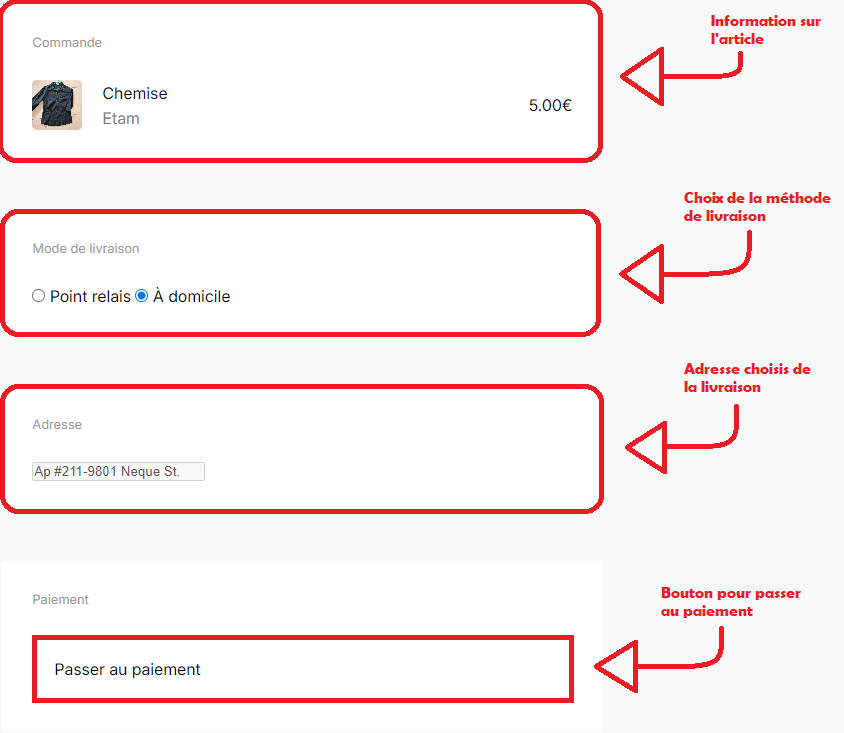 Commande
Chemise
Etam
5.00€
Information sur
l'article
Mode de livraison
Point relais À domicile
Choix de la méthode
de livraison
Adresse
Ap #211-9801 Neque St.
Adresse choisis de
la livraison
Paiement
Passer au paiement
Bouton pour passer
au paiement